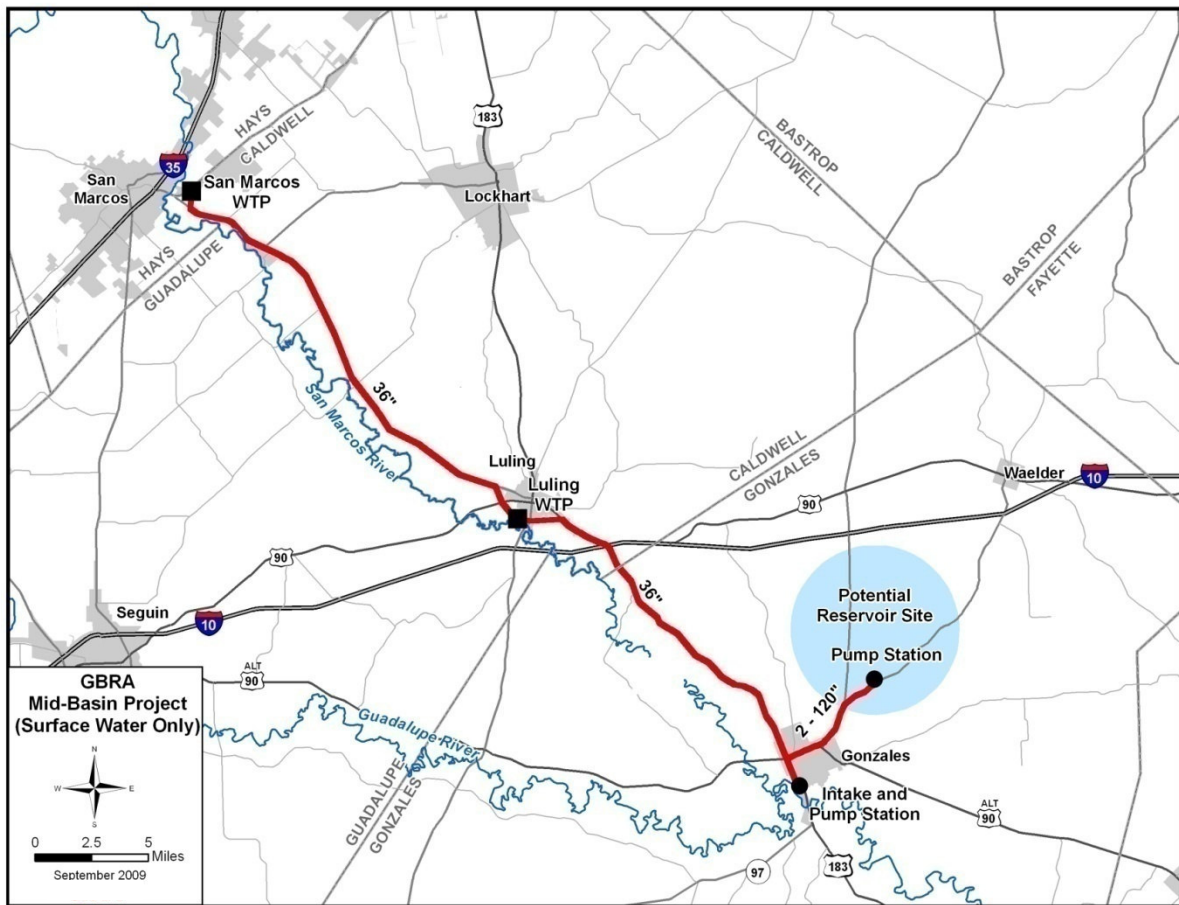 HAYS
CALDWELL
183
BASTROP
CALDWELL
35
San
Marcos
San Marcos
WTP
Lockhart
BASTROP
FAYETTE
HAYS
GUADALUPE
36"
San Marcos River
Luling
Luling
WTP
CALDWELL
GONZALES
Waelder
10
90
90
36"
Seguin
10
Potential
Reservoir Site
Pump Station
ALT
90
2 - 120"
Guadalupe River
GUADALUPE
GONZALES
Gonzales
Intake and
Pump Station
ALT
90
97
183
GBRA
Mid-Basin Project
(Surface Water Only)
N
W
E
S
0 2.5 5
Miles
September 2009